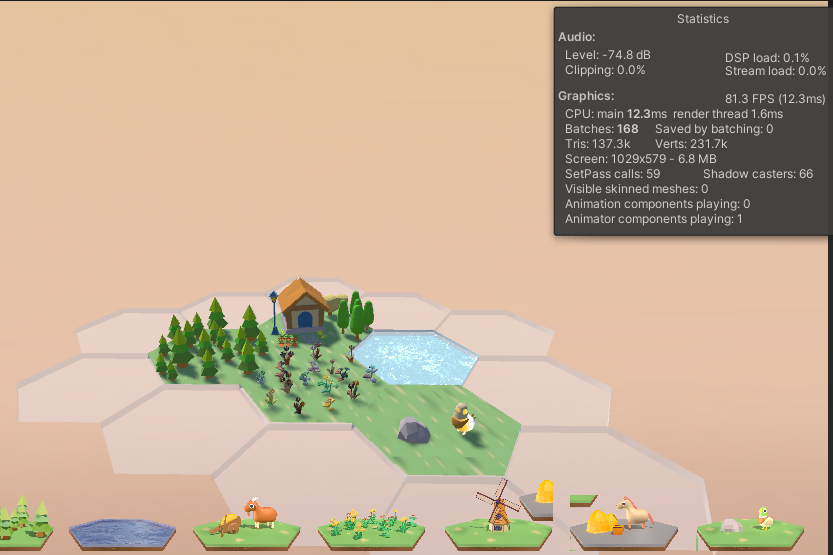 Statistics
Audio:
Level: -74.8 dB DSP load: 0.1%
Clipping: 0.0% Stream load: 0.0%
Graphics: 81.3 FPS (12.3ms)
CPU: main 12.3ms render thread 1.6ms
Batches: 168 Saved by batching: 0
Tris: 137.3k Verts: 231.7k
Screen: 1029x579 - 6.8 MB
SetPass calls: 59 Shadow casters: 66
Visible skinned meshes: 0
Animation components playing: 0
Animator components playing: 1